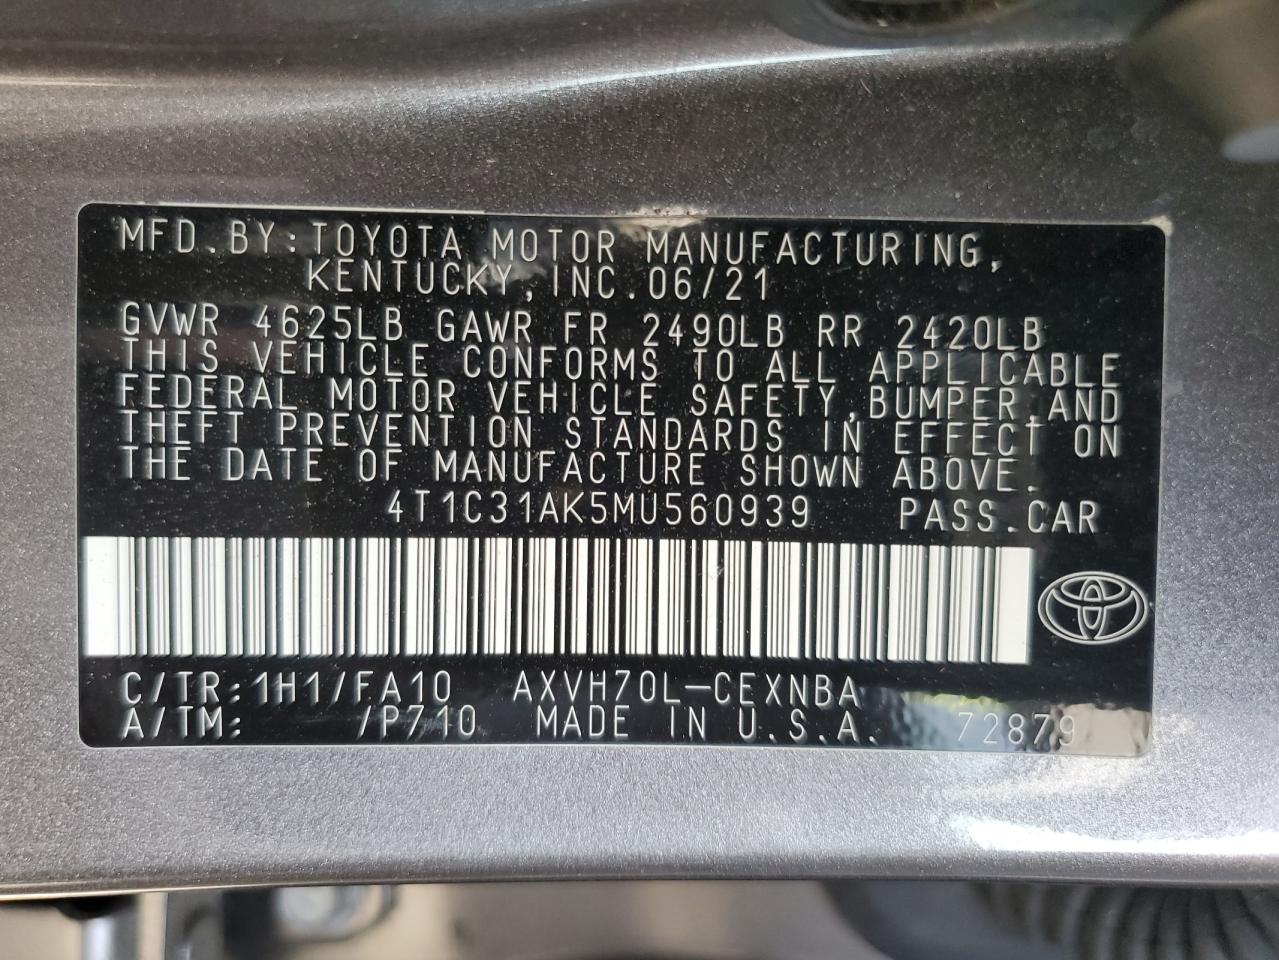 MFD.BY:TOYOTA MOTOR MANUFACTURING,
KENTUCKY,INC.06/21
GVWR 4625LB GAWR FR 2490LB RR 2420LB
THIS VEHICLE CONFORMS TO ALL APPLICABLE
FEDERAL MOTOR VEHICLE SAFETY,BUMPER,AND
THEFT PREVENTION STANDARDS IN EFFECT ON
THE DATE OF MANUFACTURE SHOWN ABOVE.
4T1C31AK5MU560939 PASS.CAR
C/TR:1H1/FA10 AXVH70L-CEXNBA
A/TM: /P710 MADE IN U.S.A. 72879